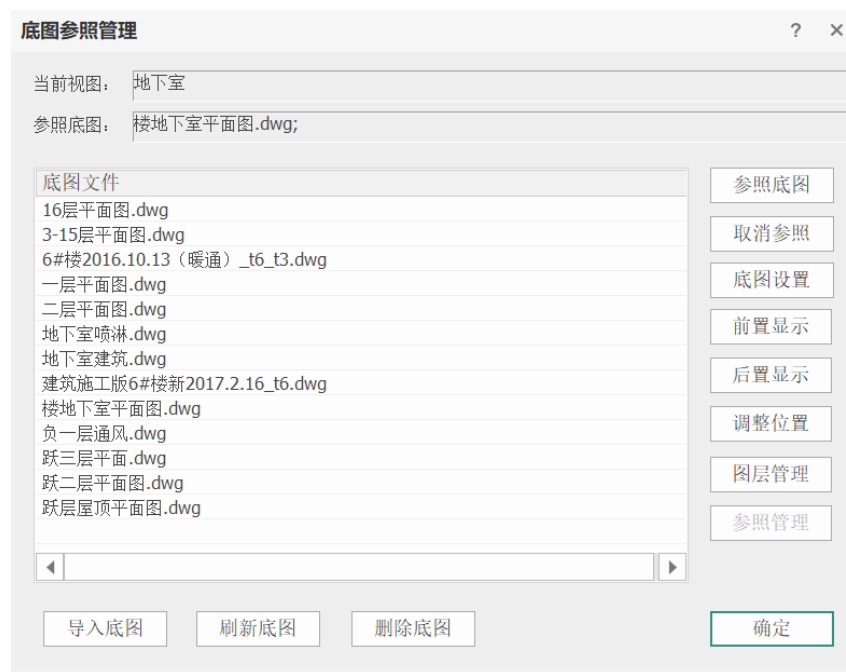 底图参照管理 ? ×
当前视图： 地下室
参照底图： 楼地下室平面图.dwg;
底图文件
16层平面图.dwg
3-15层平面图.dwg
6#楼2016.10.13（暖通）_t6_t3.dwg
一层平面图.dwg
二层平面图.dwg
地下室喷淋.dwg
地下室建筑.dwg
建筑施工版6#楼新2017.2.16_t6.dwg
楼地下室平面图.dwg
负一层通风.dwg
跃三层平面.dwg
跃二层平面图.dwg
跃层屋顶平面图.dwg
参照底图
取消参照
底图设置
前置显示
后置显示
调整位置
图层管理
参照管理
导入底图 刷新底图 删除底图 确定